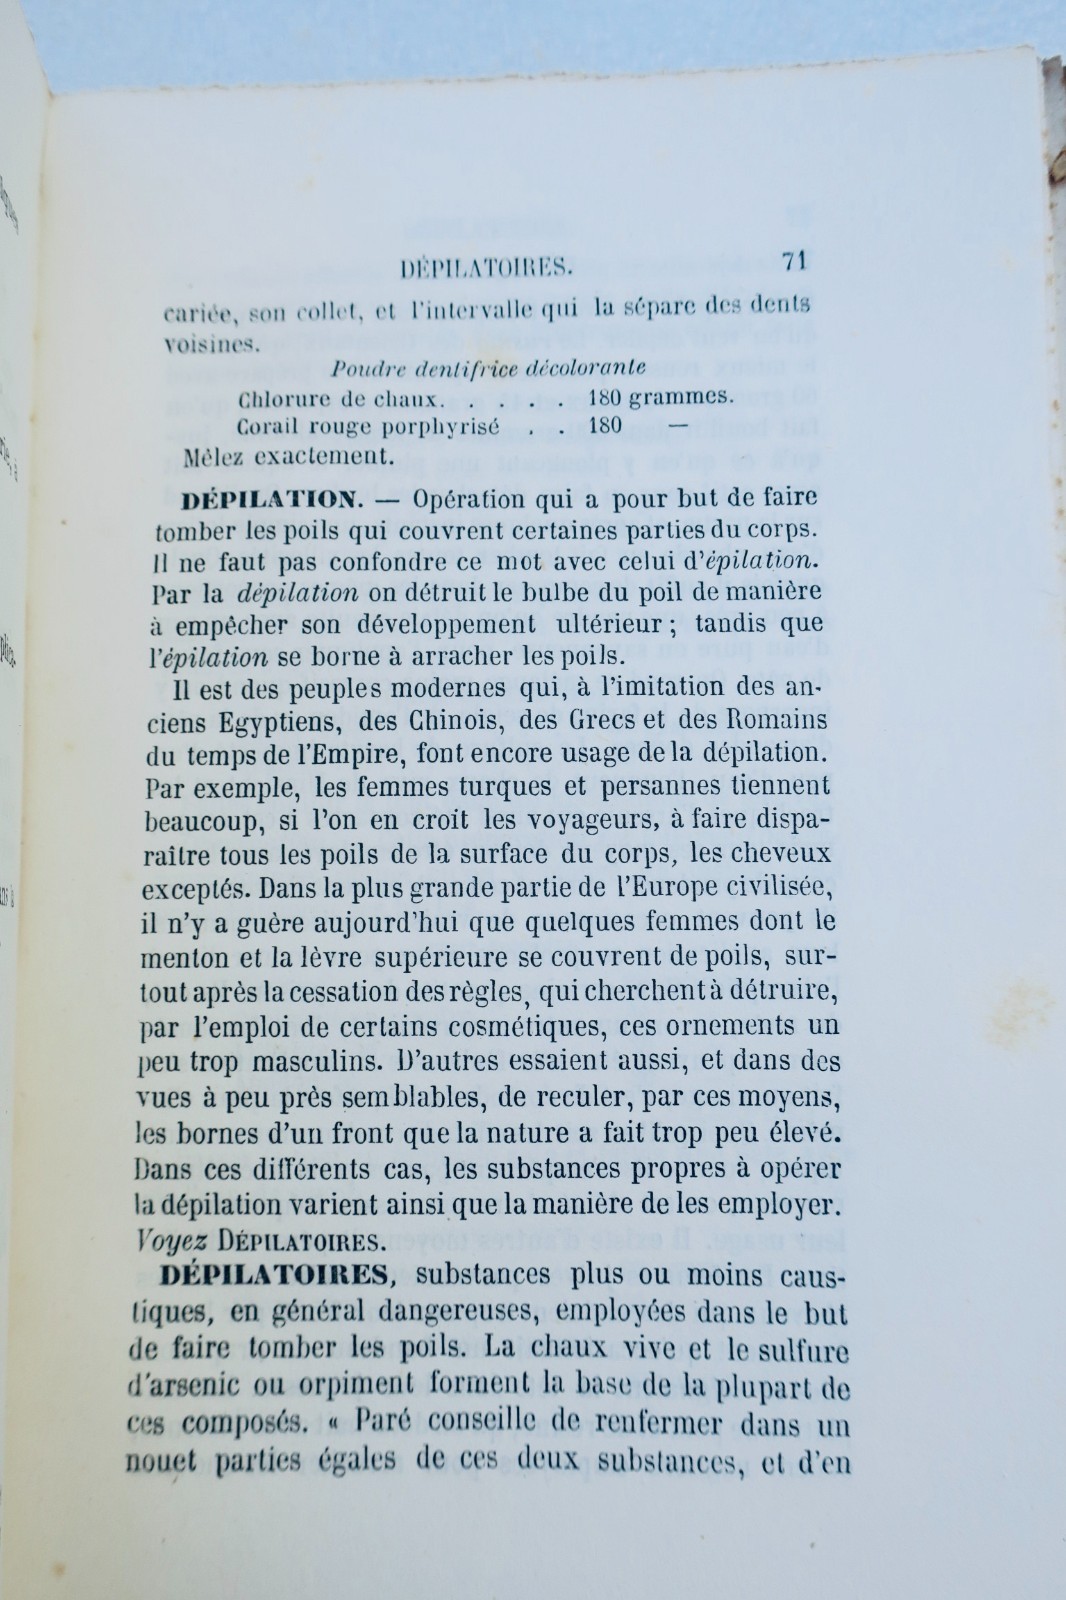 DÉPILATOIRES. 71
cariée, son collet, et l'intervalle qui la sépare des dents
voisines.
Poudre dentifrice décolorante
Chlorure de chaux. . . . . 180 grammes.
Corail rouge porphyrisé . . 180 —
Mêlez exactement.
DÉPILATION. — Opération qui a pour but de faire
tomber les poils qui couvrent certaines parties du corps.
Il ne faut pas confondre ce mot avec celui d'épilation.
Par la dépilation on détruit le bulbe du poil de manière
à empêcher son développement ultérieur ; tandis que
l'épilation se borne à arracher les poils.
Il est des peuples modernes qui, à l'imitation des an-
ciens Egyptiens, des Chinois, des Grecs et des Romains
du temps de l'Empire, font encore usage de la dépilation.
Par exemple, les femmes turques et persannes tiennent
beaucoup, si l'on en croit les voyageurs, à faire dispa-
raître tous les poils de la surface du corps, les cheveux
exceptés. Dans la plus grande partie de l'Europe civilisée,
il n'y a guère aujourd'hui que quelques femmes dont le
menton et la lèvre supérieure se couvrent de poils, sur-
tout après la cessation des règles, qui cherchent à détruire,
par l'emploi de certains cosmétiques, ces ornements un
peu trop masculins. D'autres essaient aussi, et dans des
vues à peu près semblables, de reculer, par ces moyens,
les bornes d'un front que la nature a fait trop peu élevé.
Dans ces différents cas, les substances propres à opérer
la dépilation varient ainsi que la manière de les employer.
Voyez DÉPILATOIRES.
DÉPILATOIRES, substances plus ou moins caus-
tiques, en général dangereuses, employées dans le but
de faire tomber les poils. La chaux vive et le sulfure
d'arsenic ou orpiment forment la base de la plupart de
ces composés. « Paré conseille de renfermer dans un
nouet parties égales de ces deux substances, et d'en